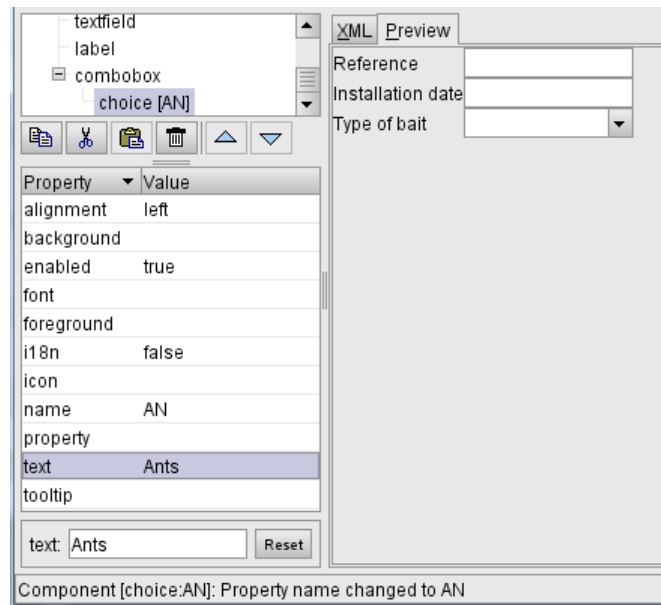 textfield
label
combobox
choice [AN]
Property Value
alignment left
background
enabled true
font
foreground
i18n false
icon
name AN
property
text Ants
tooltip
text: Ants Reset
XML Preview
Reference
Installation date
Type of bait
Component [choice:AN]: Property name changed to AN